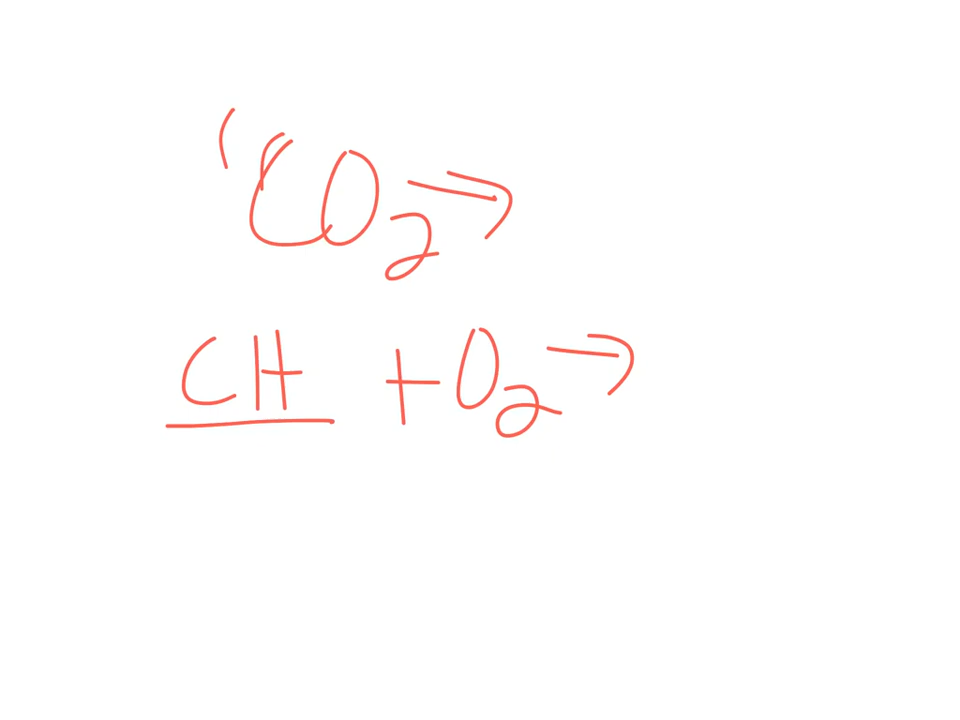 CO₂ →
CH + O₂ →